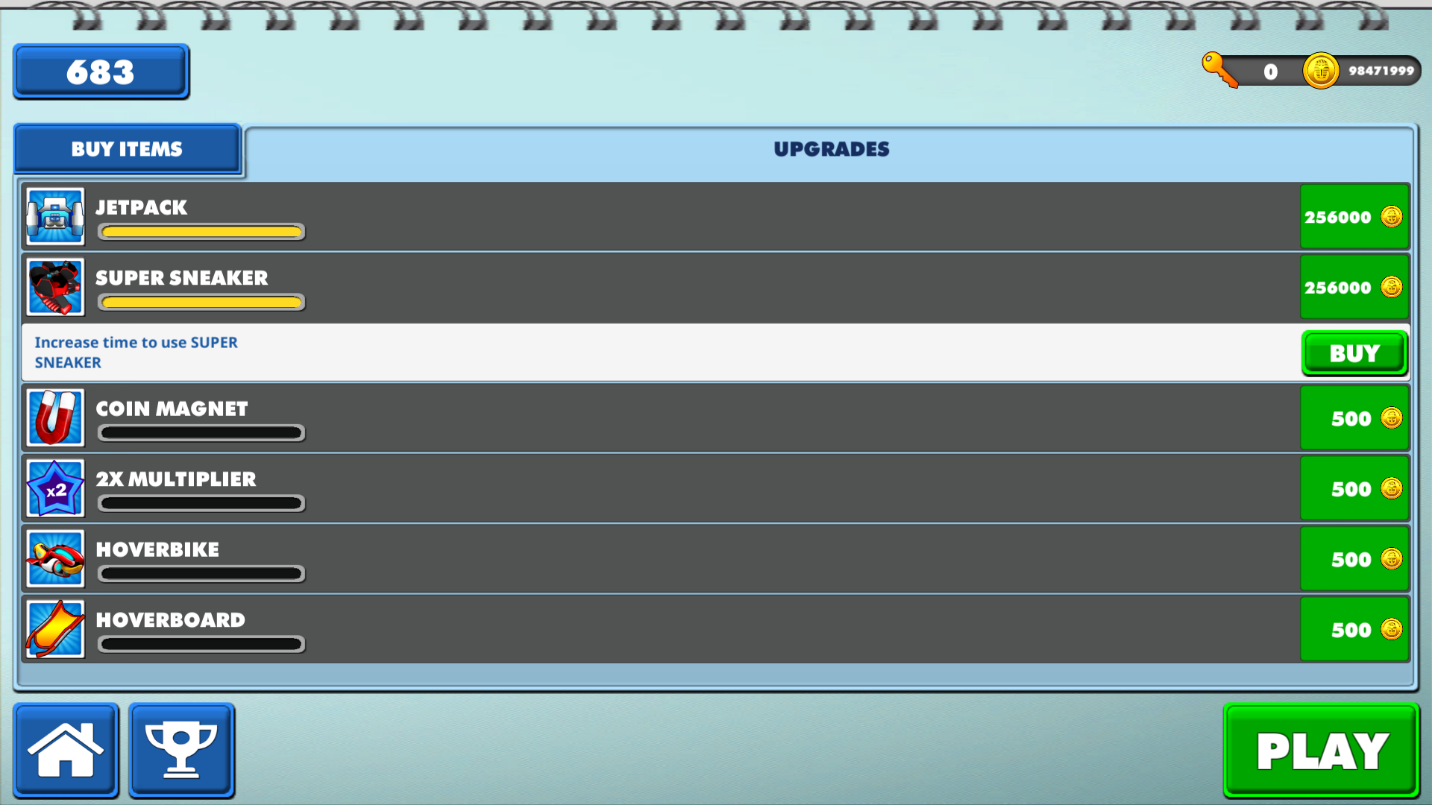 683
0
98471999
BUY ITEMS
UPGRADES
JETPACK
256000
SUPER SNEAKER
256000
Increase time to use SUPER
SNEAKER
BUY
COIN MAGNET
500
x2
2X MULTIPLIER
500
HOVERBIKE
500
HOVERBOARD
500
PLAY